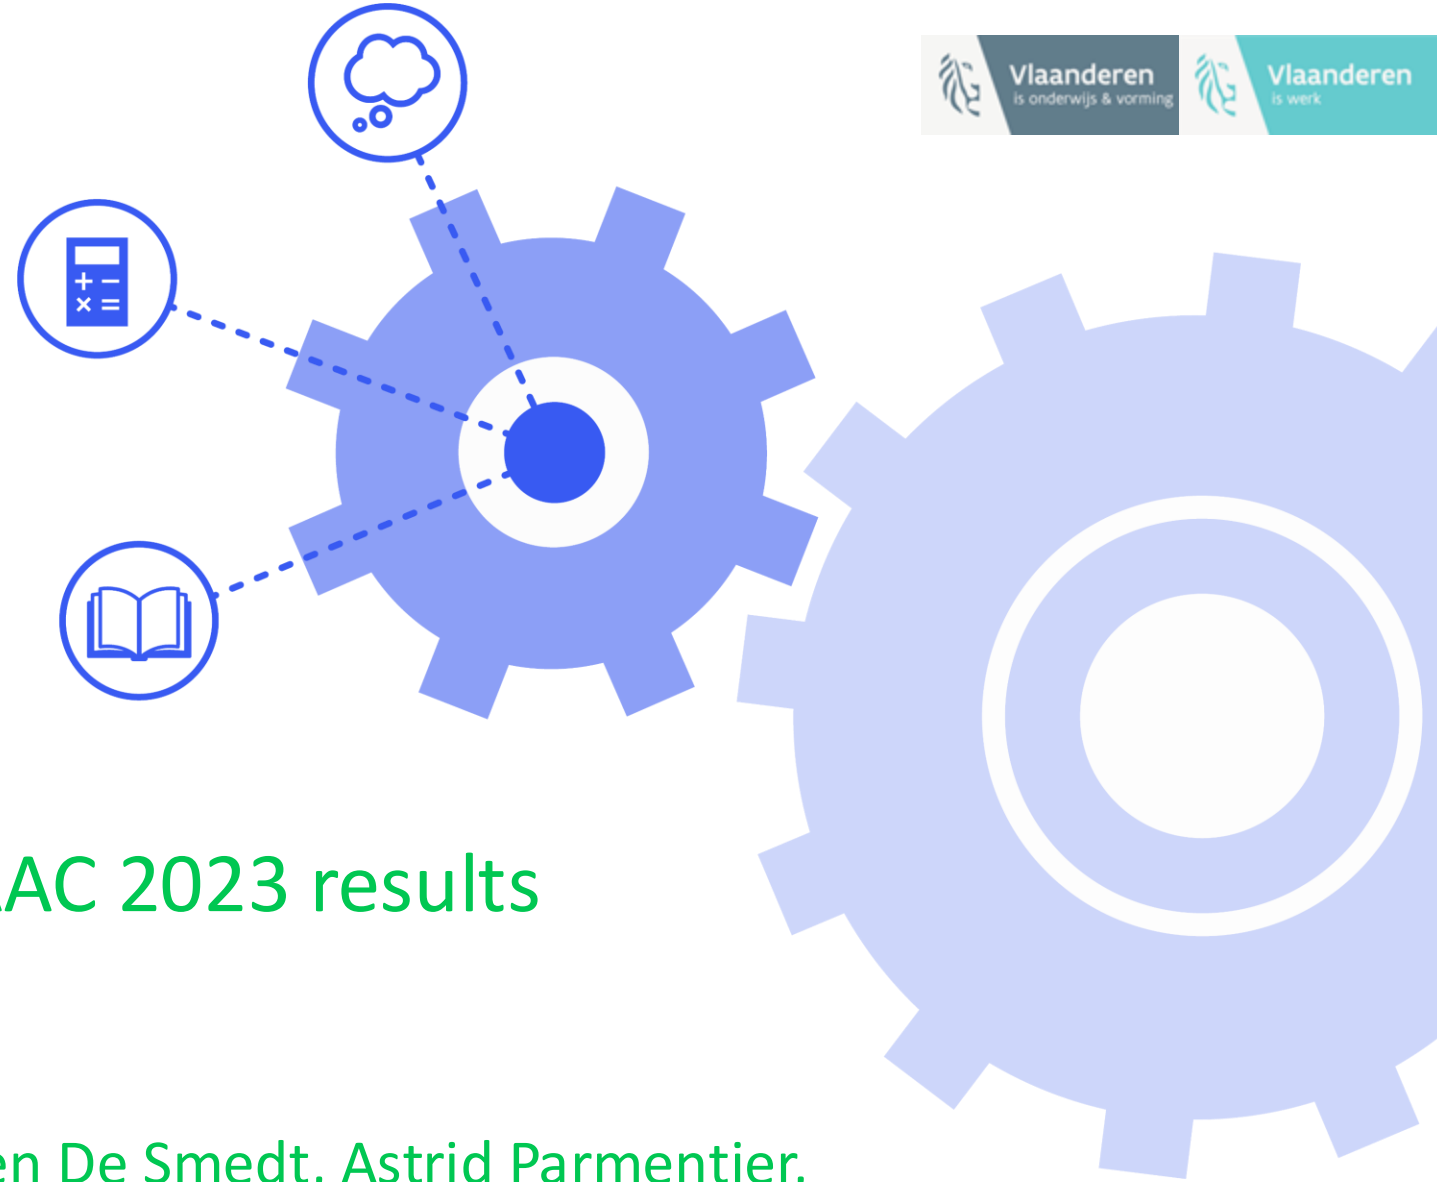 Vlaanderen
is onderwijs & vorming
Vlaanderen
is werk
AC 2023 results
en De Smedt, Astrid Parmentier,